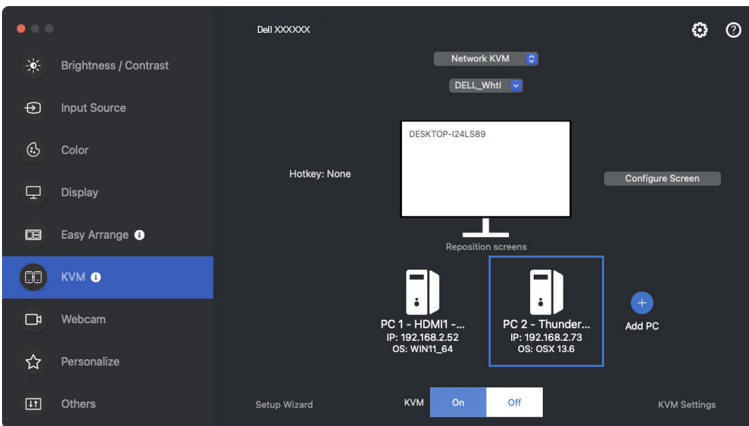 Dell XXXXXX
Brightness / Contrast
Input Source
Color
Display
Easy Arrange
KVM
Webcam
Personalize
Others
Network KVM
DELL_Whtl
DESKTOP-I24LS89
Hotkey: None
Configure Screen
Reposition screens
PC 1 - HDMI1 -...
IP: 192.168.2.52
OS: WIN11_64
PC 2 - Thunder...
IP: 192.168.2.73
OS: OSX 13.6
Add PC
Setup Wizard
KVM
On
Off
KVM Settings